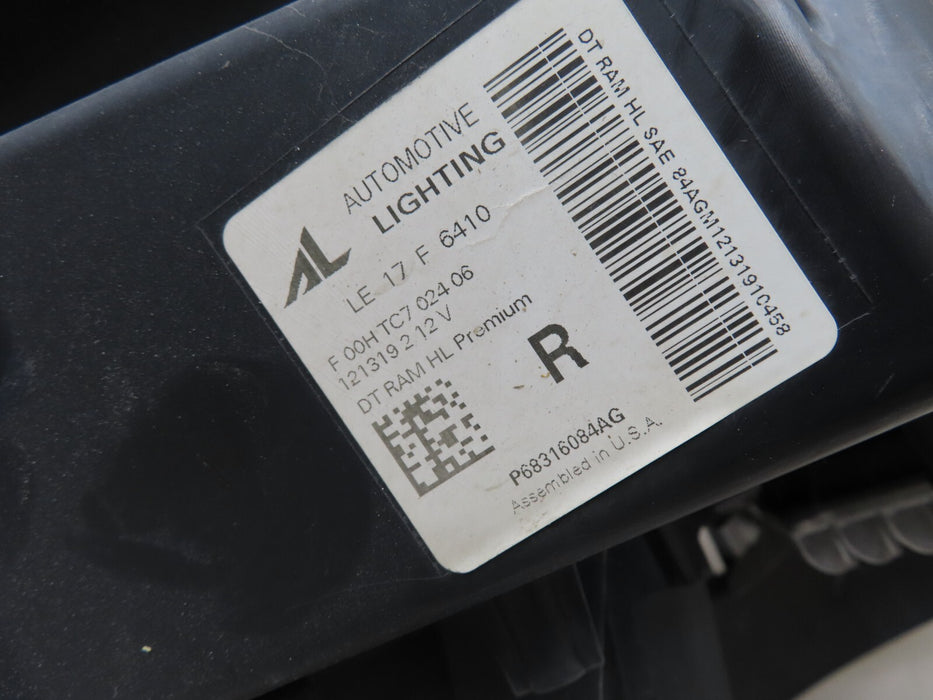 AL
AUTOMOTIVE
LIGHTING
LE 17 F 6410
F 00H TC7 024 06
121319 2 12 V
DT RAM HL Premium
R
P68316084AG
Assembled in U.S.A.
DT RAM HL SAE 84AGM1213191C458